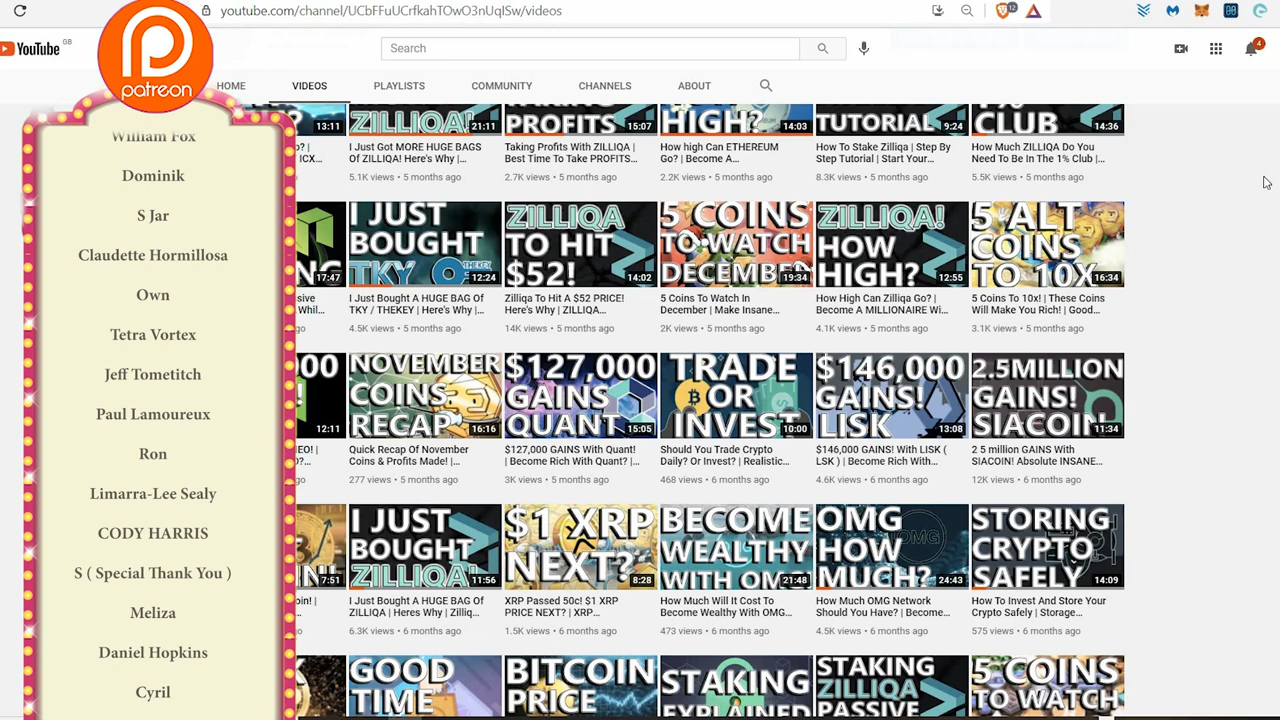 youtube.com/channel/UCbFFuUCrfkahTOwO3nUqISw/videos
12
YouTube GB
Search
4
patreon
HOME
VIDEOS
PLAYLISTS
COMMUNITY
CHANNELS
ABOUT
William Fox
Dominik
S Jar
Claudette Hormillosa
Own
Tetra Vortex
Jeff Tometitch
Paul Lamoureux
Ron
Limarra-Lee Sealy
CODY HARRIS
S ( Special Thank You )
Meliza
Daniel Hopkins
Cyril
13:11
ICX...
ZILLIQA!
21:11
I Just Got MORE HUGE BAGS
Of ZILLIQA! Here's Why |...
5.1K views • 5 months ago
TAKING
PROFITS
15:07
Taking Profits With ZILLIQA |
Best Time To Take PROFITS...
2.7K views • 5 months ago
HIGH?
14:03
How high Can ETHEREUM
Go? | Become A...
2.2K views • 5 months ago
TUTORIAL
9:24
How To Stake Zilliqa | Step By
Step Tutorial | Start Your...
8.3K views • 5 months ago
1%
CLUB
14:36
How Much ZILLIQA Do You
Need To Be In The 1% Club |...
5.5K views • 5 months ago
17:47
I JUST
BOUGHT
TKY THEKEY
12:24
I Just Bought A HUGE BAG Of
TKY / THEKEY | Here's Why |...
4.5K views • 5 months ago
ZILLIQA
TO HIT
$52!
14:02
Zilliqa To Hit A $52 PRICE!
Here's Why | ZILLIQA...
14K views • 5 months ago
5 COINS
TO WATCH
DECEMBER
19:34
5 Coins To Watch In
December | Make Insane...
2K views • 5 months ago
ZILLIQA!
HOW
HIGH?
12:55
How High Can Zilliqa Go? |
Become A MILLIONAIRE Wi...
4.1K views • 5 months ago
5 ALT
COINS
TO 10X
16:34
5 Coins To 10x! | These Coins
Will Make You Rich! | Good...
3.1K views • 5 months ago
12:11
NOVEMBER
COINS
RECAP
16:16
Quick Recap Of November
Coins & Profits Made! |...
277 views • 5 months ago
$127,000
GAINS
QUANT
15:05
$127,000 GAINS With Quant!
| Become Rich With Quant? |...
3K views • 5 months ago
TRADE
OR
INVEST
10:00
Should You Trade Crypto
Daily? Or Invest? | Realistic...
468 views • 6 months ago
$146,000
GAINS!
LISK
13:08
$146,000 GAINS! With LISK (
LSK ) | Become Rich With...
4.6K views • 6 months ago
2.5MILLION
GAINS!
SIACOIN
11:34
2 5 million GAINS With
SIACOIN! Absolute INSANE...
12K views • 6 months ago
7:51
I JUST
BOUGHT
ZILLIQA!
11:56
I Just Bought A HUGE BAG Of
ZILLIQA | Heres Why | Zilliq...
6.3K views • 6 months ago
$1 XRP
NEXT?
8:28
XRP Passed 50c! $1 XRP
PRICE NEXT? | XRP...
1.5K views • 6 months ago
BECOME
WEALTHY
WITH OMG
21:48
How Much Will It Cost To
Become Wealthy With OMG...
473 views • 6 months ago
OMG
HOW
MUCH?
24:43
How Much OMG Network
Should You Have? | Become...
4.5K views • 6 months ago
STORING
CRYPTO
SAFELY
14:09
How To Invest And Store Your
Crypto Safely | Storage...
575 views • 6 months ago
GOOD
TIME
BITCOIN
PRICE
STAKING
EXPLAINED
STAKING
ZILLIQA
PASSIVE
5 COINS
TO WATCH